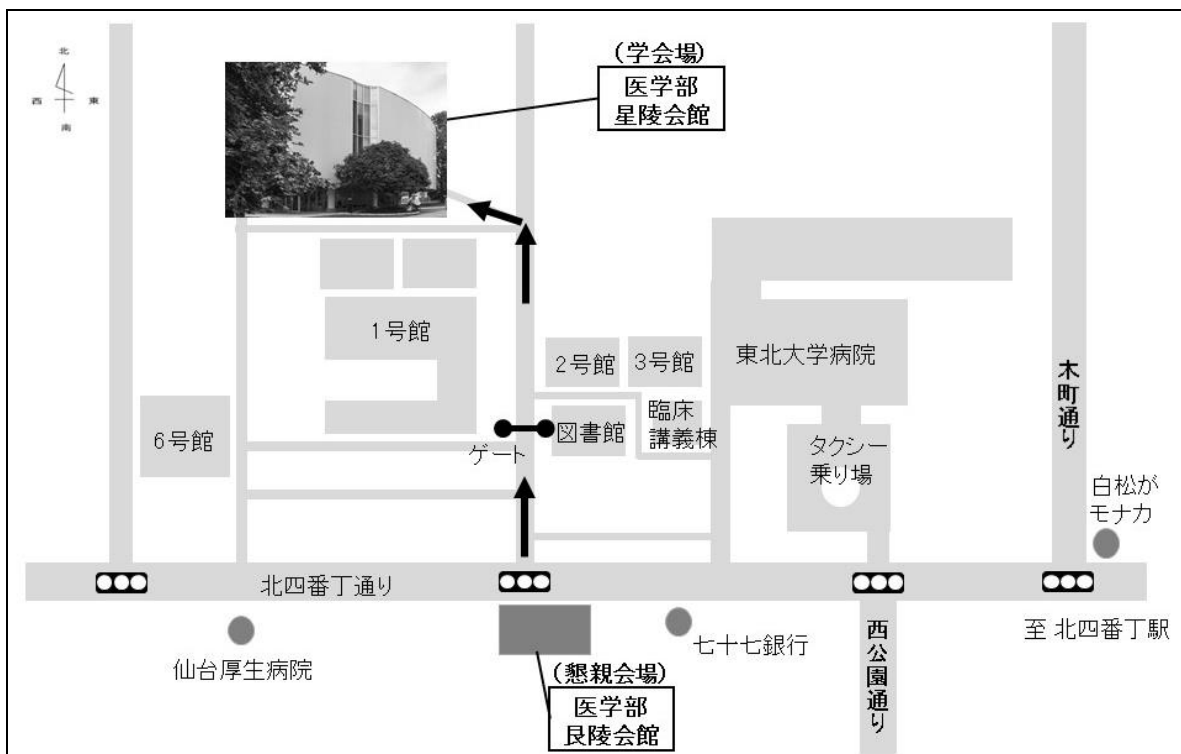 北
西 東
南
(学会場)
医学部
星陵会館
1号館
2号館
3号館
東北大学病院
木町通り
6号館
ゲート
図書館
臨床
講義棟
タクシー
乗り場
白松が
モナカ
北四番丁通り
仙台厚生病院
七十七銀行
西公園通り
至 北四番丁駅
(懇親会場)
医学部
艮陵会館